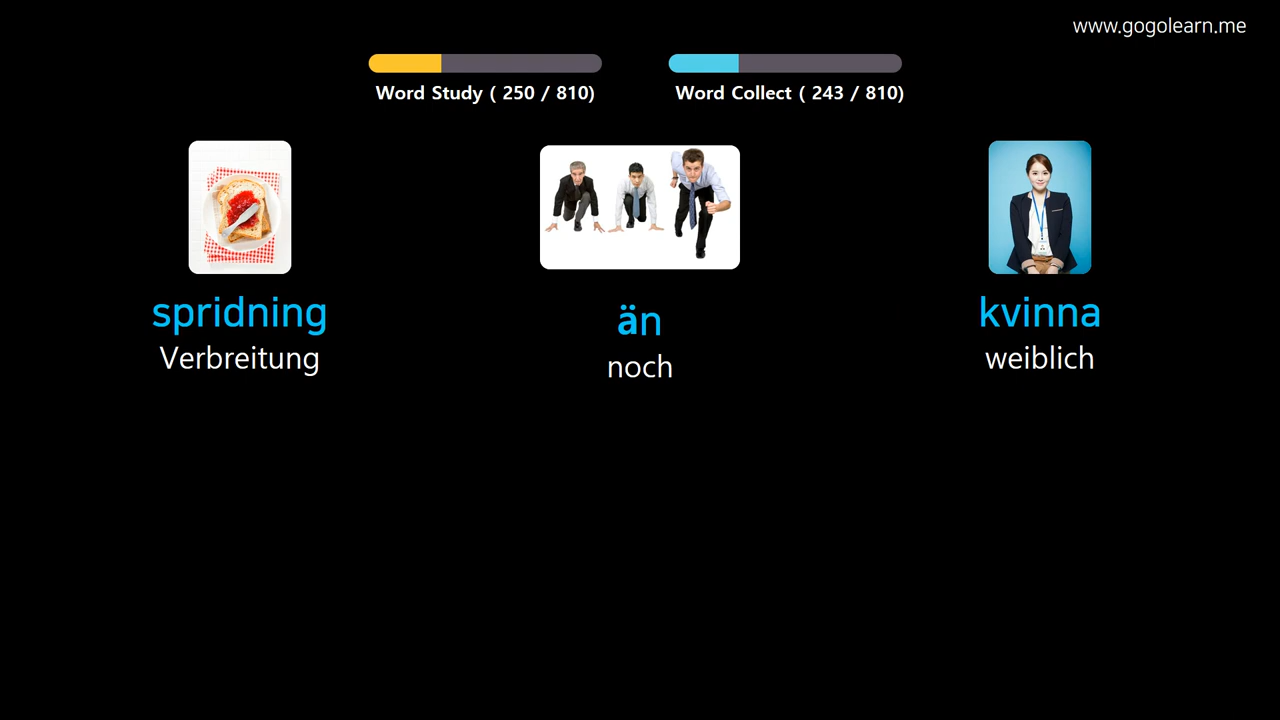 www.gogolearn.me
Word Study ( 250 / 810)
Word Collect ( 243 / 810)
spridning
Verbreitung
än
noch
kvinna
weiblich